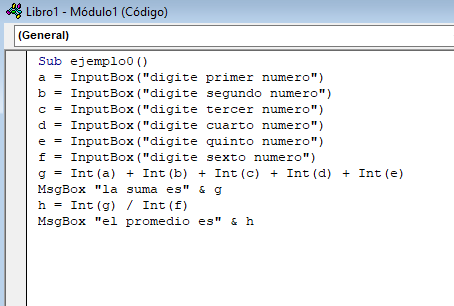 Libro1 - Módulo1 (Código)
(General)
Sub ejemplo0()
a = InputBox("digite primer numero")
b = InputBox("digite segundo numero")
c = InputBox("digite tercer numero")
d = InputBox("digite cuarto numero")
e = InputBox("digite quinto numero")
f = InputBox("digite sexto numero")
g = Int(a) + Int(b) + Int(c) + Int(d) + Int(e)
MsgBox "la suma es" & g
h = Int(g) / Int(f)
MsgBox "el promedio es" & h